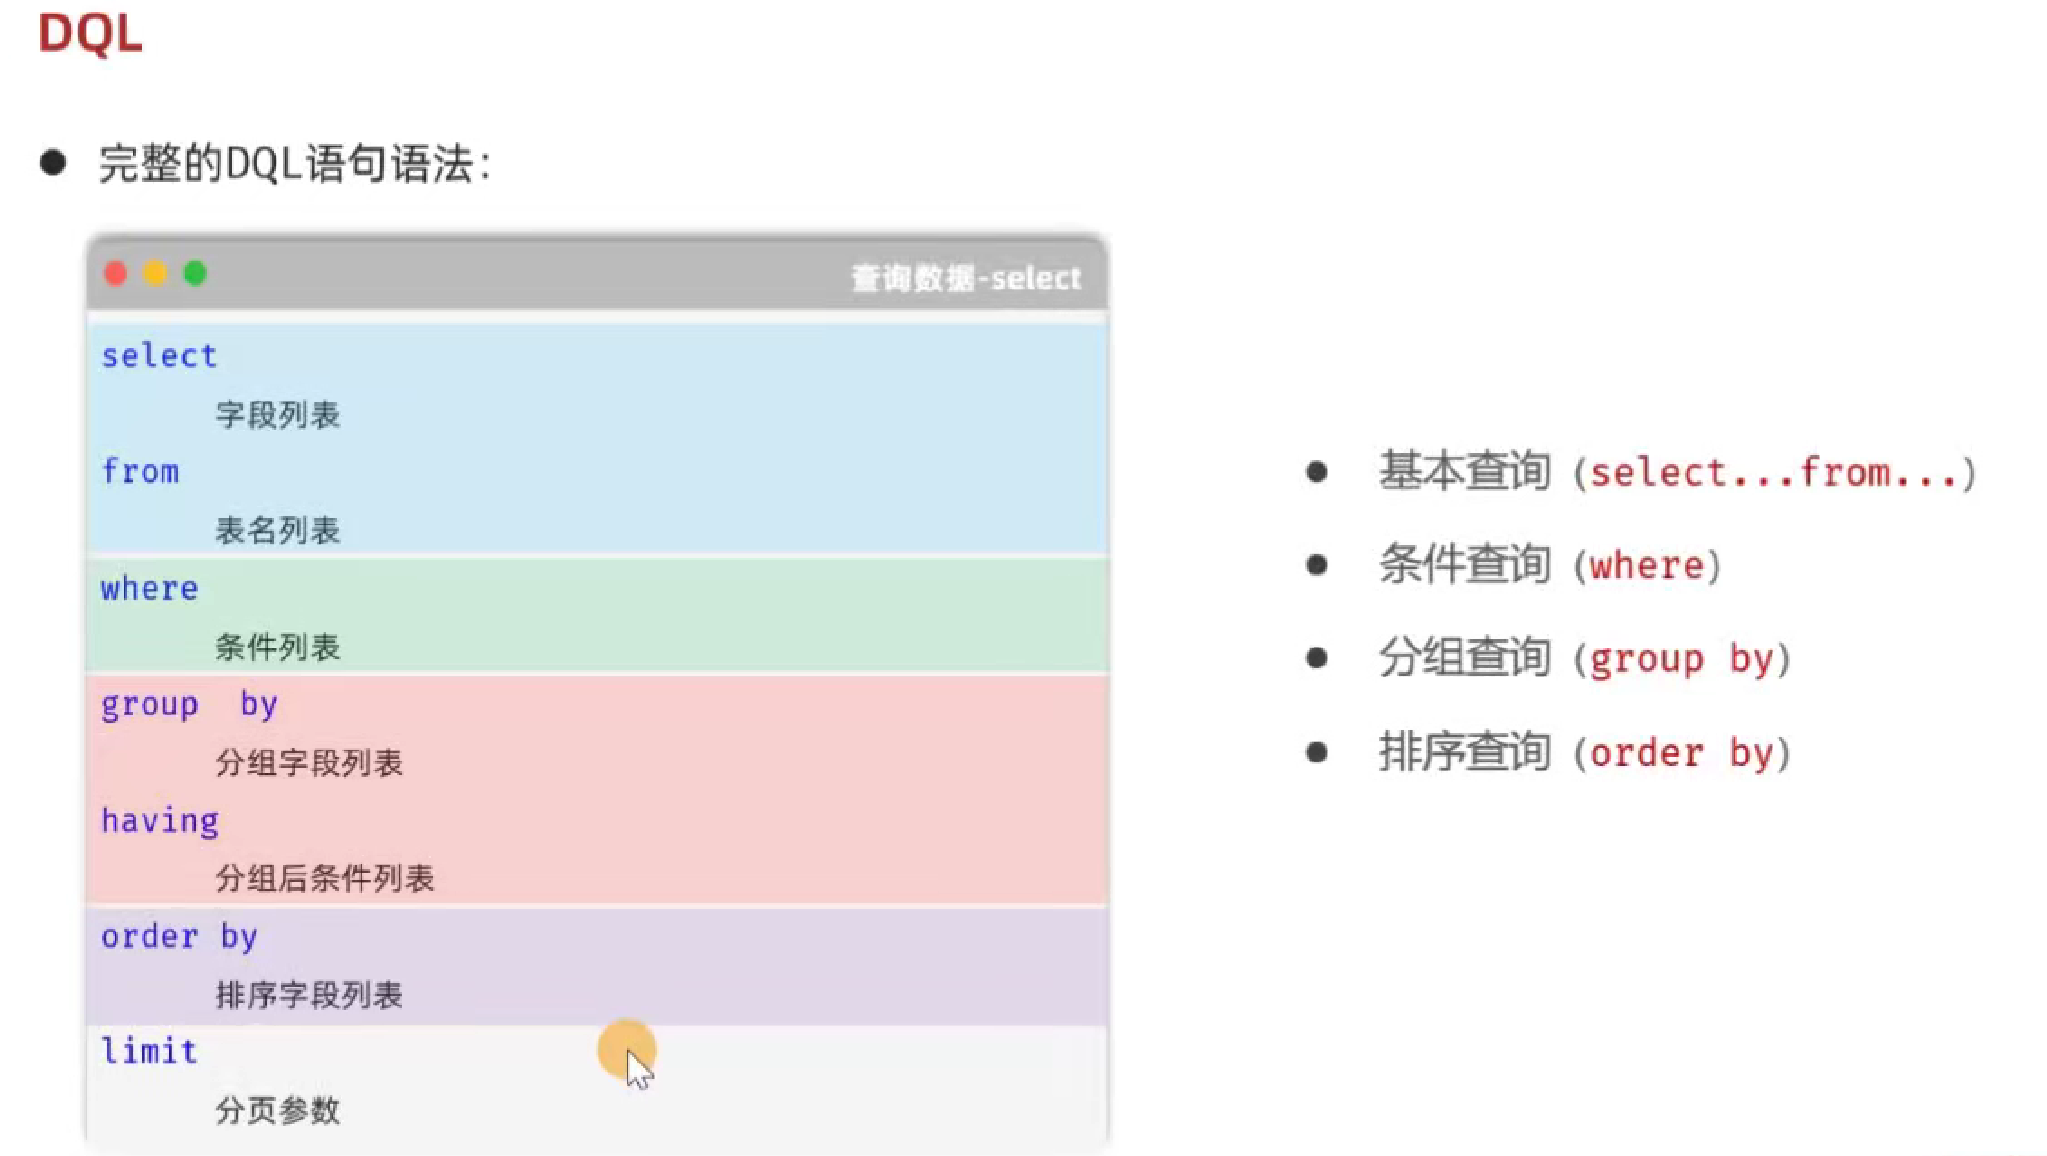 DQL
完整的DQL语句语法：
查询数据-select
select
字段列表
from
表名列表
where
条件列表
group  by
分组字段列表
having
分组后条件列表
order by
排序字段列表
limit
分页参数
基本查询（select...from...）
条件查询（where）
分组查询（group by）
排序查询（order by）